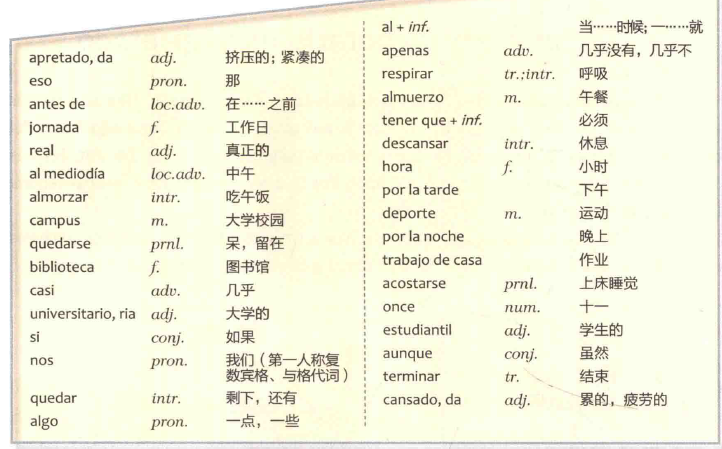 apretado, da adj. 挤压的；紧凑的
eso pron. 那
antes de loc.adv. 在……之前
jornada f. 工作日
real adj. 真正的
al mediodía loc.adv. 中午
almorzar intr. 吃午饭
campus m. 大学校园
quedarse prnl. 呆，留在
biblioteca f. 图书馆
casi adv. 几乎
universitario, ria adj. 大学的
si conj. 如果
nos pron. 我们（第一人称复
数宾格、与格代词）
quedar intr. 剩下，还有
algo pron. 一点，一些
al + inf. 当……时候；一……就
apenas adv. 几乎没有，几乎不
respirar tr.;intr. 呼吸
almuerzo m. 午餐
tener que + inf. 必须
descansar intr. 休息
hora f. 小时
por la tarde 下午
deporte m. 运动
por la noche 晚上
trabajo de casa 作业
acostarse prnl. 上床睡觉
once num. 十一
estudiantil adj. 学生的
aunque conj. 虽然
terminar tr. 结束
cansado, da adj. 累的，疲劳的